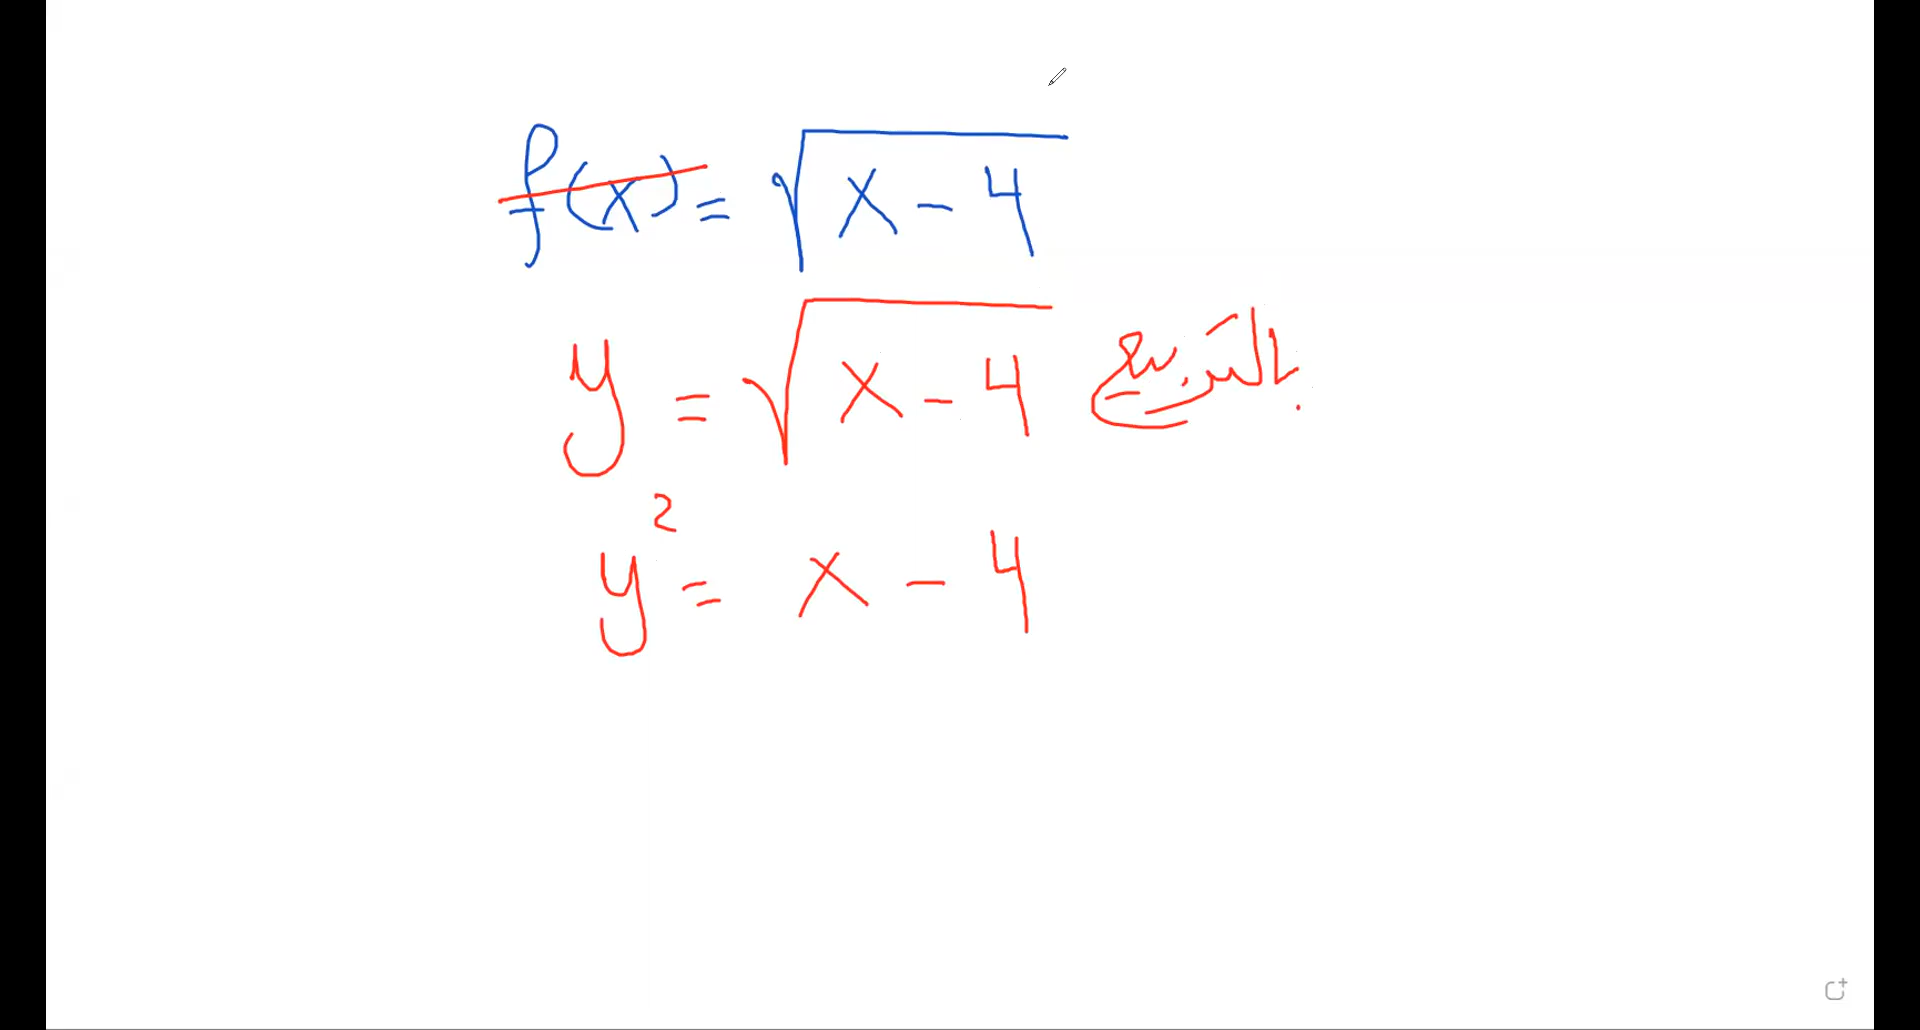 f(x) = √x - 4
y = √x - 4 بالتربيع
y² = x - 4